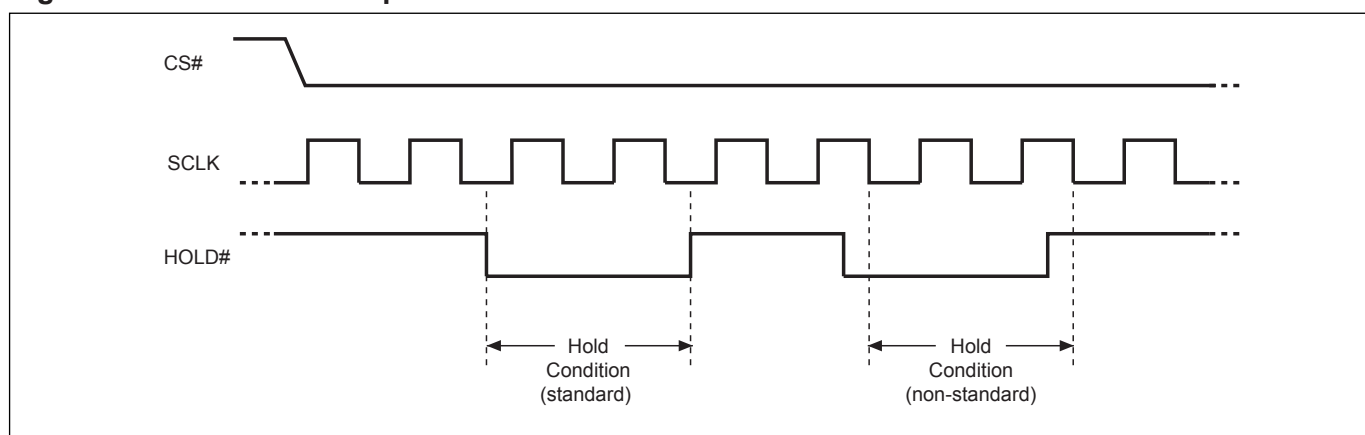 CS#
SCLK
HOLD#
Hold
Condition
(standard)
Hold
Condition
(non-standard)